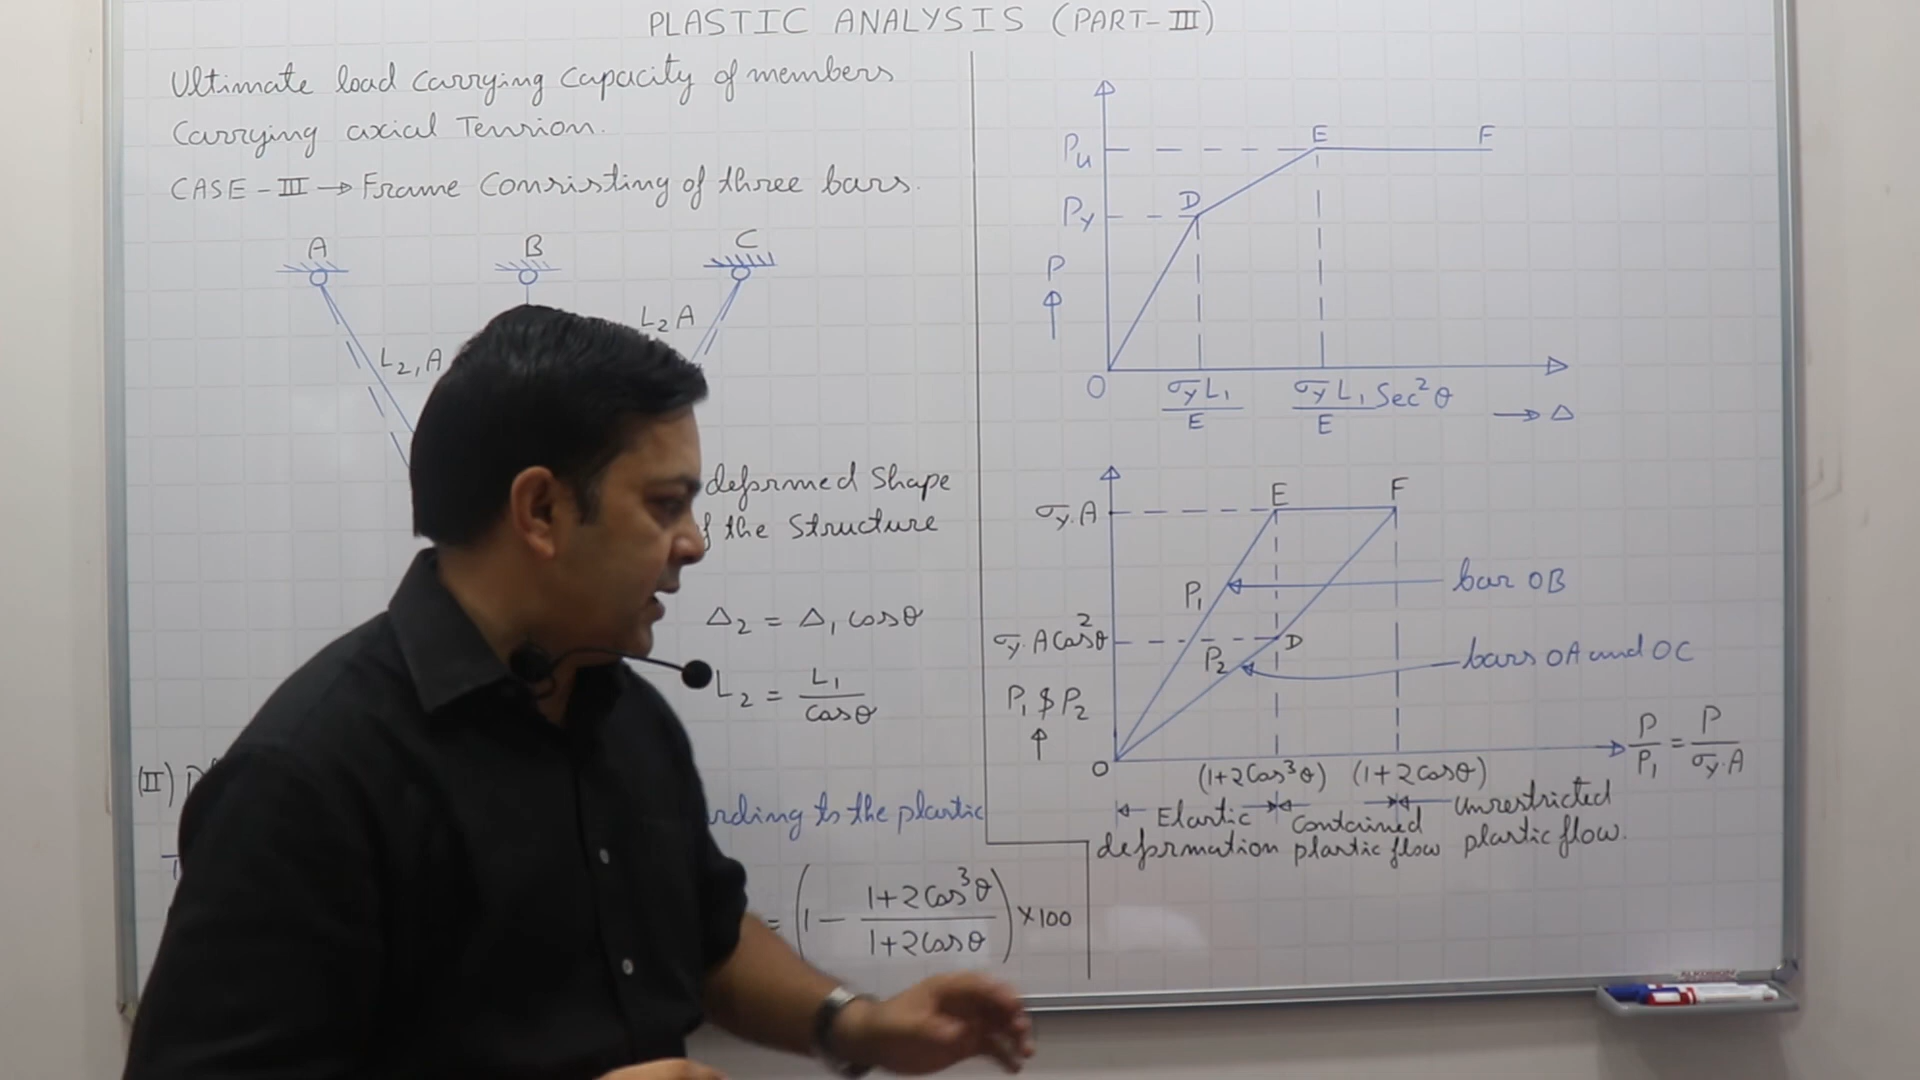 PLASTIC ANALYSIS (PART-III)
Ultimate load carrying capacity of members
Carrying axial Tension.
CASE-III → Frame Consisting of three bars.
A
B
C
L2, A
L2 A
deformed Shape
the Structure
Δ2 = Δ1 cosθ
L2 = L1 / cosθ
(II)
to the plastic
= (1 - (1+2cos³θ) / (1+2cosθ)) ×100
Pu
E
F
Py
D
P
↑
O
σy L1 / E
σy L1 Sec²θ / E
→ Δ
σy.A
E
F
P1
bar OB
σy.A cos²θ
D
P2
bars OA and OC
P1 $ P2
↑
O
P/P1 = P/σy.A
(1+2cos³θ) (1+2cosθ)
Elastic
deformation
Contained
plastic flow
Unrestricted
plastic flow.